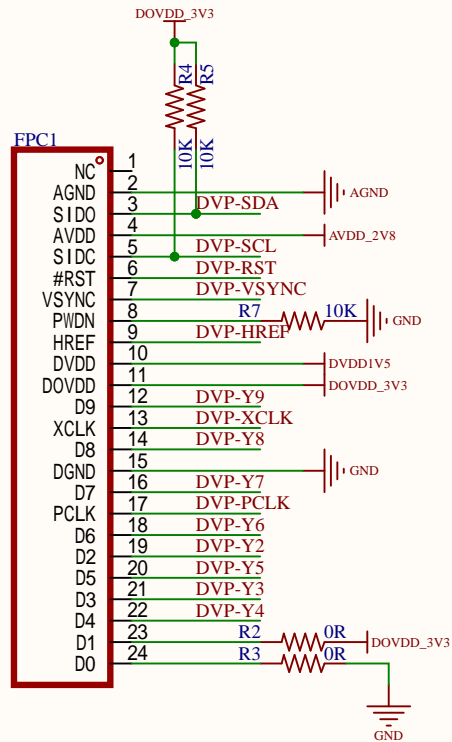 DOVDD_3V3
R4
R5
10K
10K
FPC1
NC 1
AGND 2 AGND
SIDO 3 DVP-SDA
AVDD 4 AVDD_2V8
SIDC 5 DVP-SCL
#RST 6 DVP-RST
VSYNC 7 DVP-VSYNC
PWDN 8 R7 10K GND
HREF 9 DVP-HREF
DVDD 10 DVDD1V5
DOVDD 11 DOVDD_3V3
D9 12 DVP-Y9
XCLK 13 DVP-XCLK
D8 14 DVP-Y8
DGND 15 GND
D7 16 DVP-Y7
PCLK 17 DVP-PCLK
D6 18 DVP-Y6
D2 19 DVP-Y2
D5 20 DVP-Y5
D3 21 DVP-Y3
D4 22 DVP-Y4
D1 23 R2 0R DOVDD_3V3
D0 24 R3 0R
GND